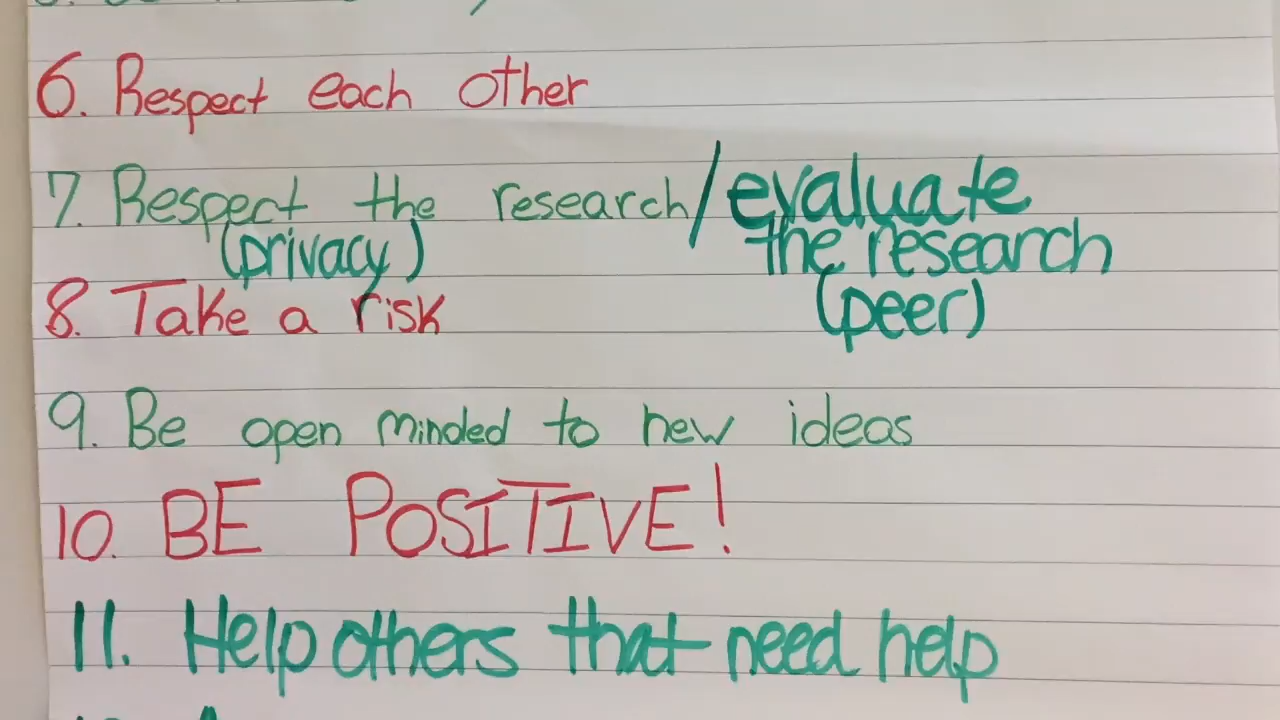 6. Respect each other
7. Respect the research/evaluate
(privacy) the research
8. Take a risk (peer)
9. Be open minded to new ideas
10. BE POSITIVE!
11. Help others that need help